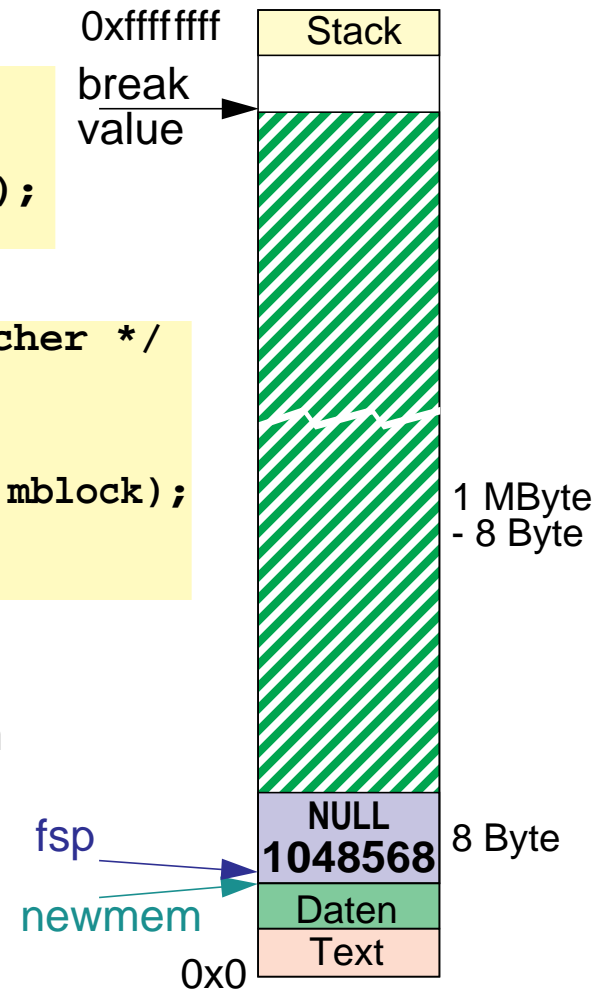 0xffffffff
Stack
break
value
);
cher */
mblock);
1 MByte
- 8 Byte
NULL
1048568
8 Byte
fsp
newmem
Daten
Text
0x0